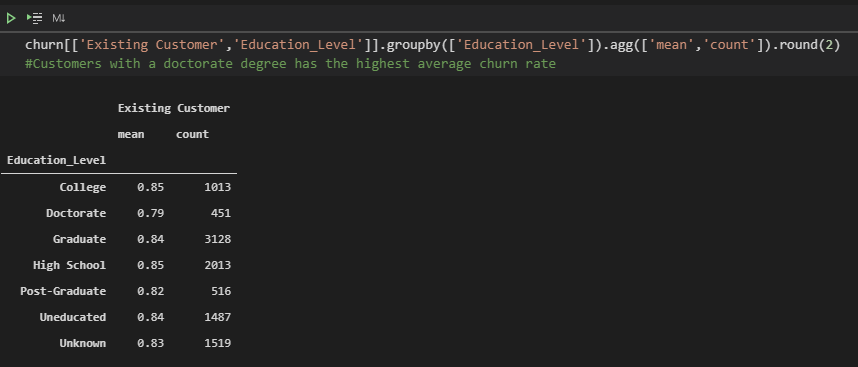 M↓
churn[['Existing Customer','Education_Level']].groupby(['Education_Level']).agg(['mean','count']).round(2)
#Customers with a doctorate degree has the highest average churn rate
Existing Customer
mean count
Education_Level
College 0.85 1013
Doctorate 0.79 451
Graduate 0.84 3128
High School 0.85 2013
Post-Graduate 0.82 516
Uneducated 0.84 1487
Unknown 0.83 1519